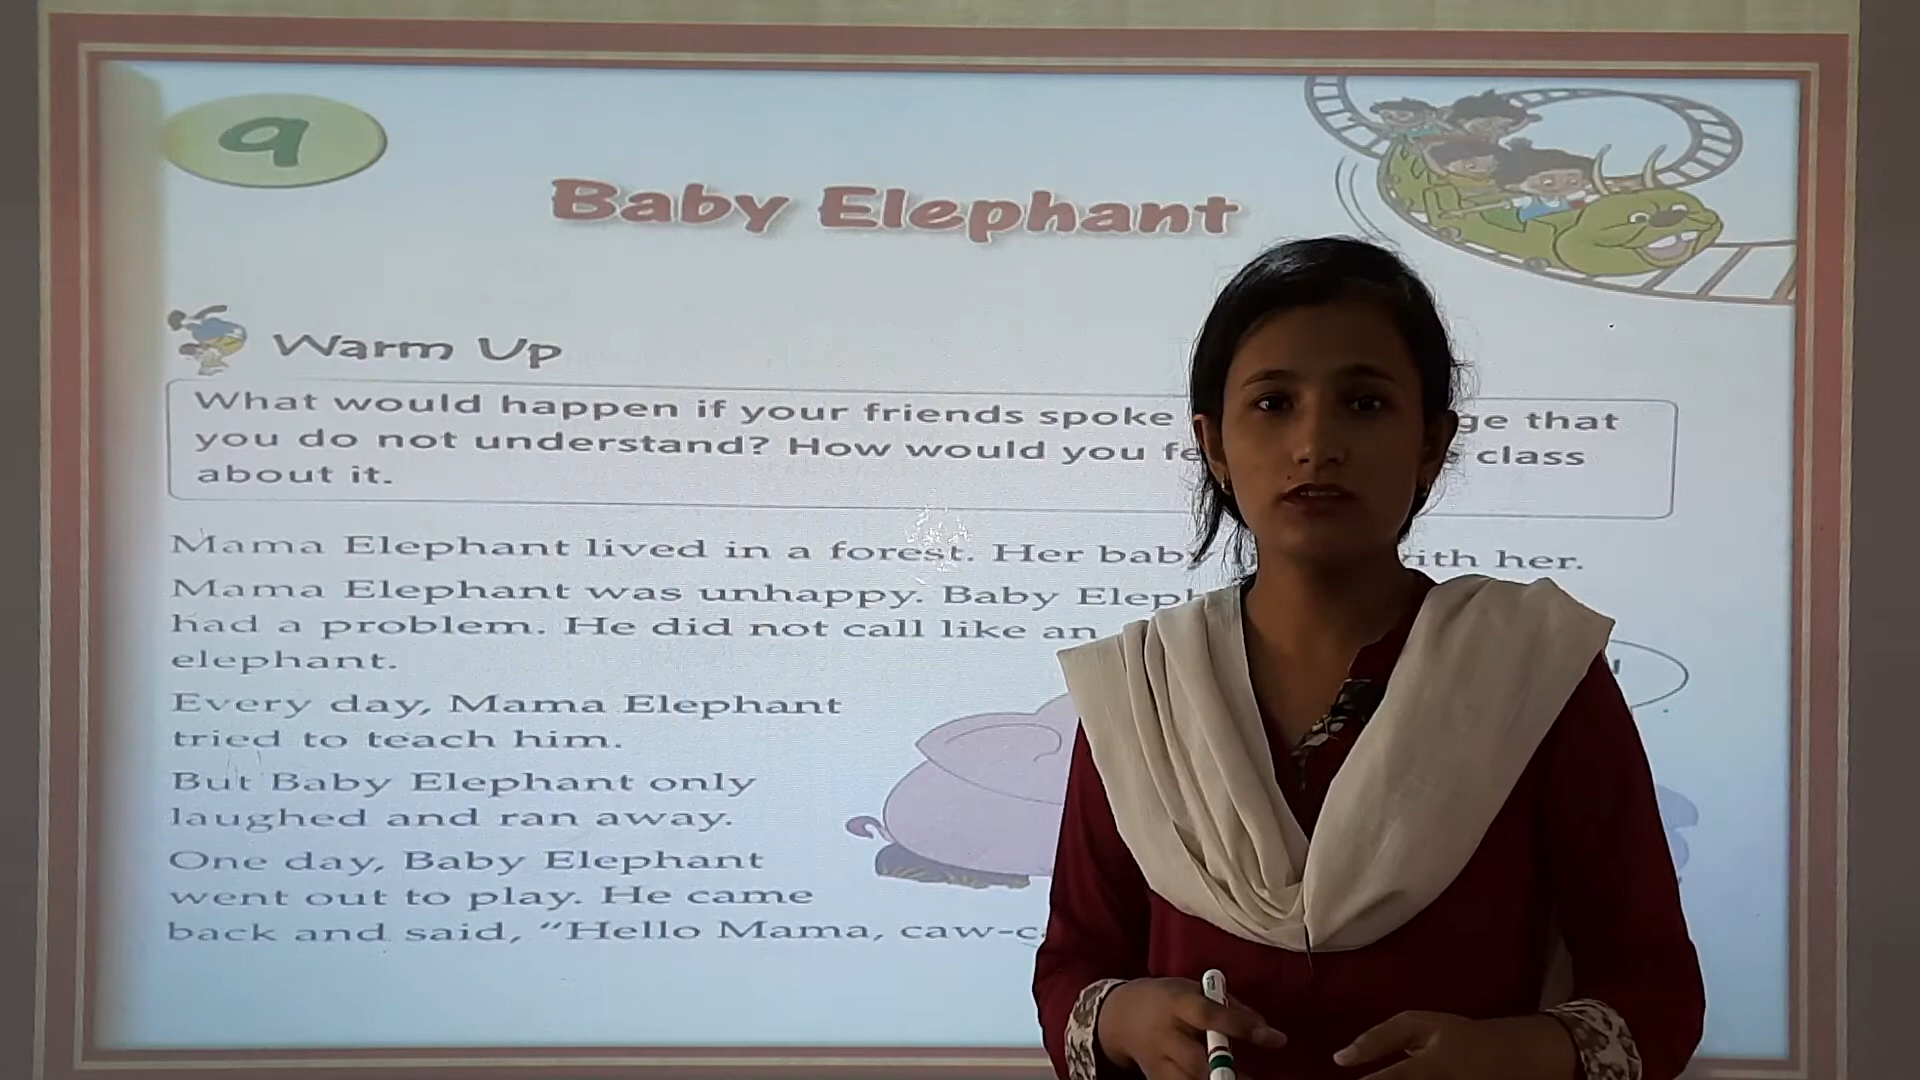 9
Baby Elephant
Warm Up
What would happen if your friends spoke that
you do not understand? How would you class
about it.
Mama Elephant lived in a forest. Her baby with her.
Mama Elephant was unhappy. Baby
had a problem. He did not call like an
elephant.
Every day, Mama Elephant
tried to teach him.
But Baby Elephant only
laughed and ran away.
One day, Baby Elephant
went out to play. He came
back and said, “Hello Mama,